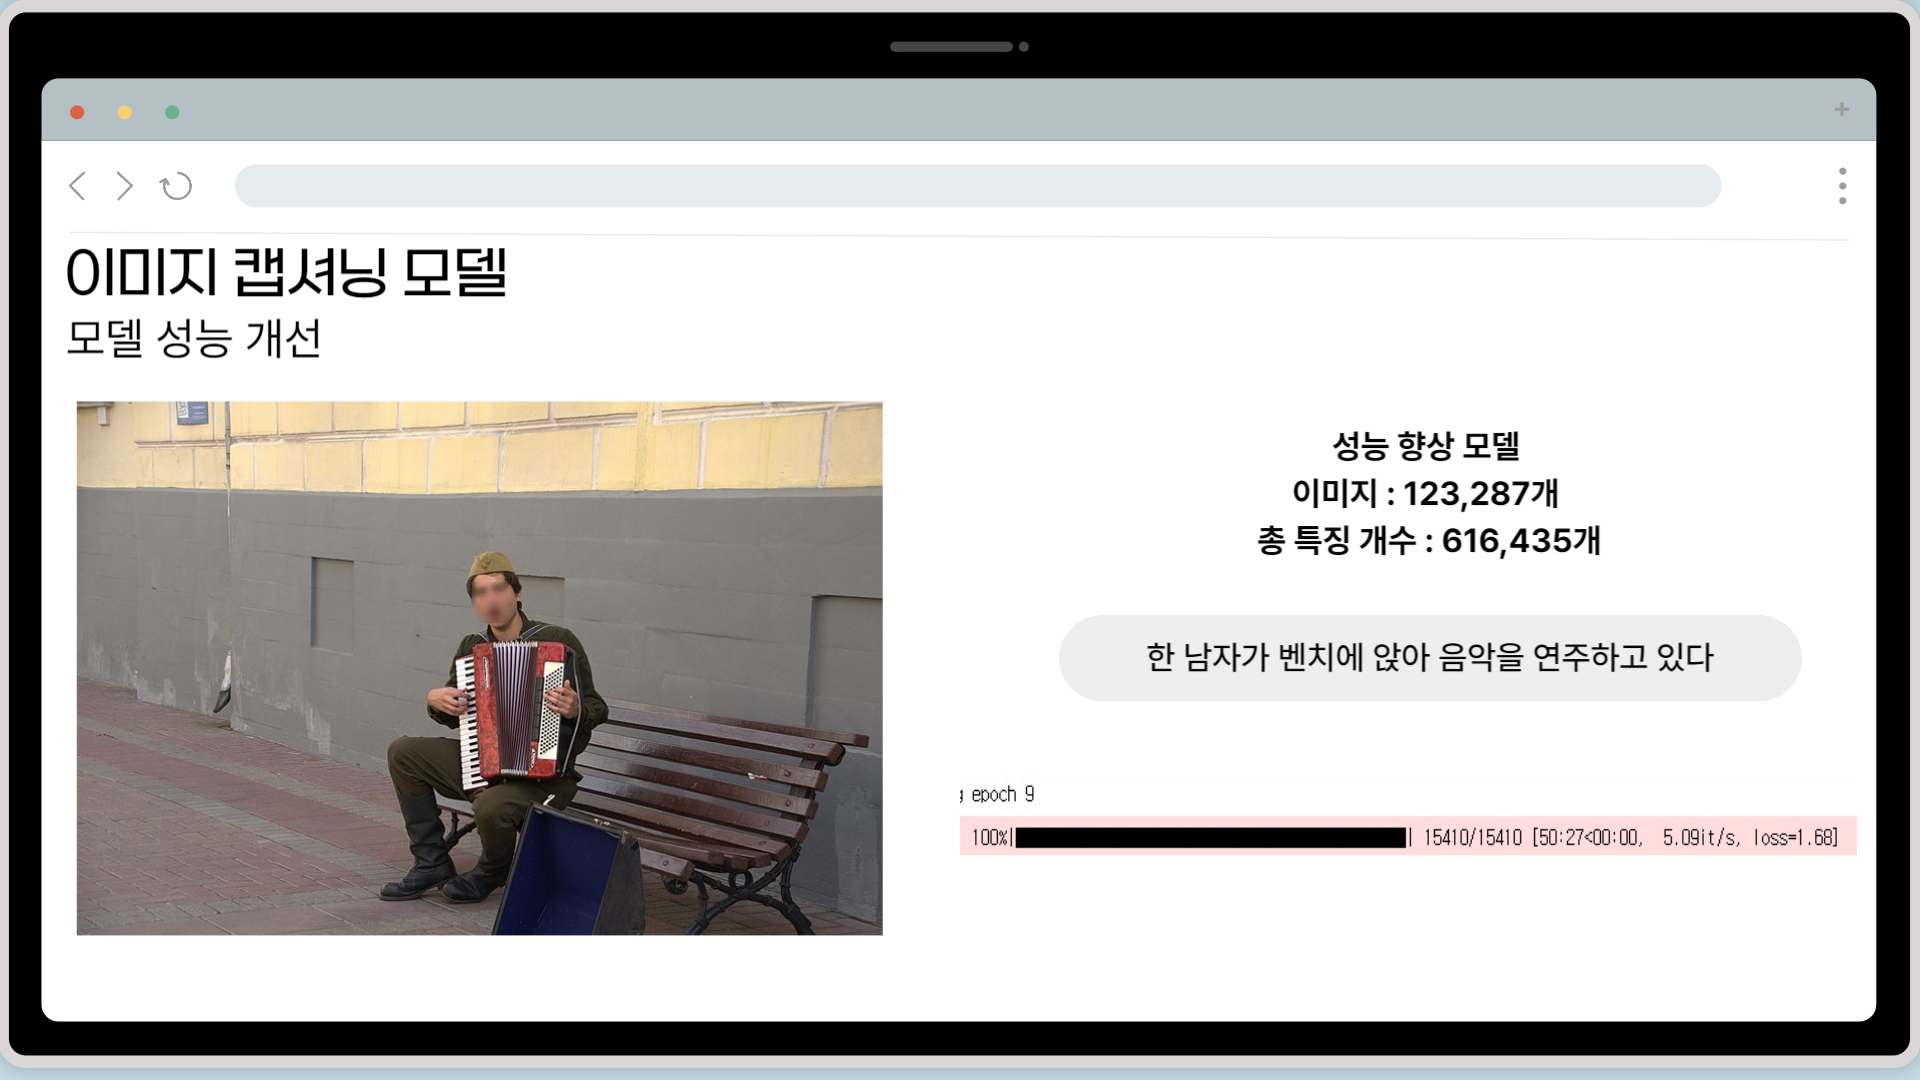 이미지 캡셔닝 모델
모델 성능 개선
성능 향상 모델
이미지 : 123,287개
총 특징 개수 : 616,435개
한 남자가 벤치에 앉아 음악을 연주하고 있다
epoch 9
100%| | 15410/15410 [50:27<00:00, 5.09it/s, loss=1.68]